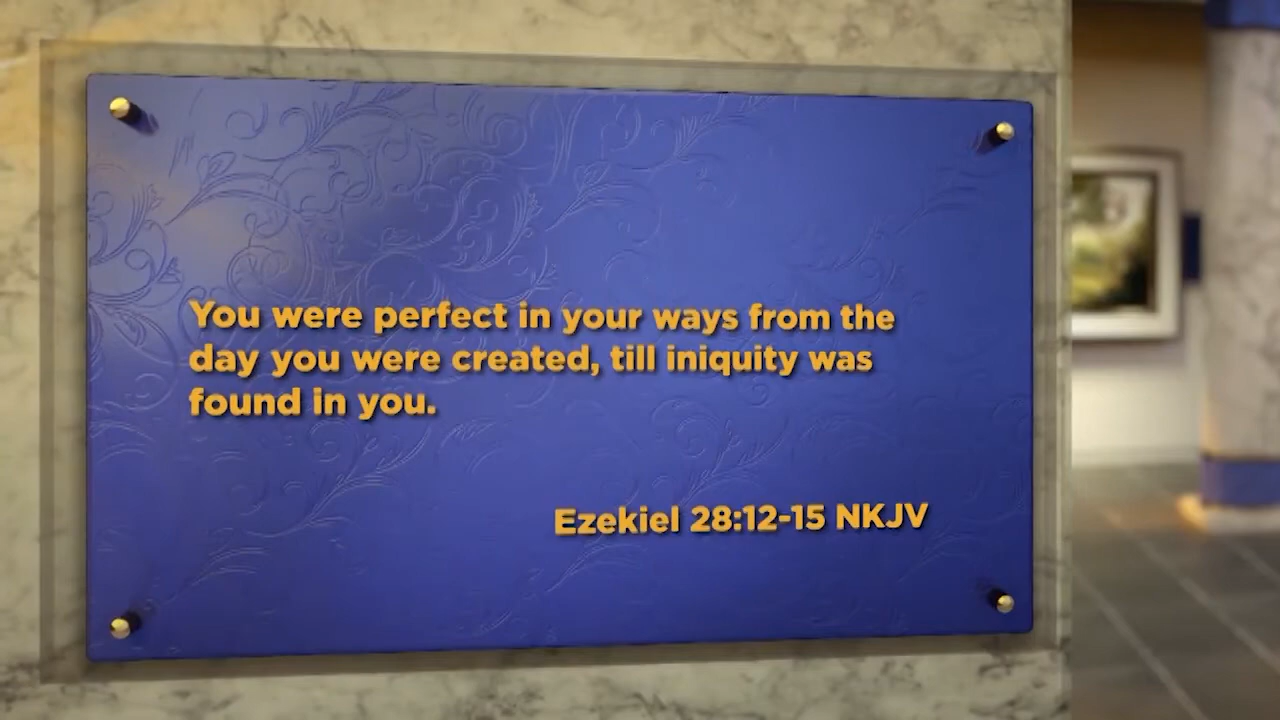 You were perfect in your ways from the
day you were created, till iniquity was
found in you.
Ezekiel 28:12-15 NKJV